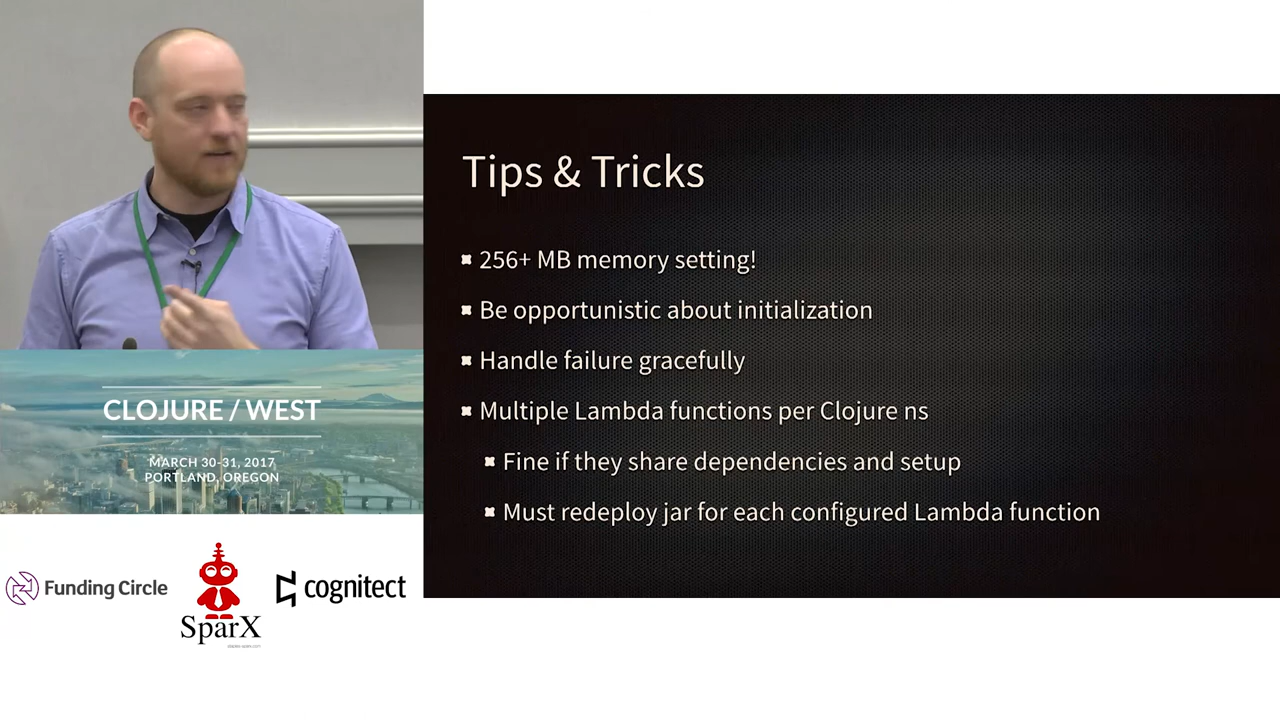 Tips & Tricks
256+ MB memory setting!
Be opportunistic about initialization
Handle failure gracefully
Multiple Lambda functions per Clojure ns
Fine if they share dependencies and setup
Must redeploy jar for each configured Lambda function
CLOJURE / WEST
MARCH 30-31, 2017
PORTLAND, OREGON
Funding Circle
SparX
cognitect